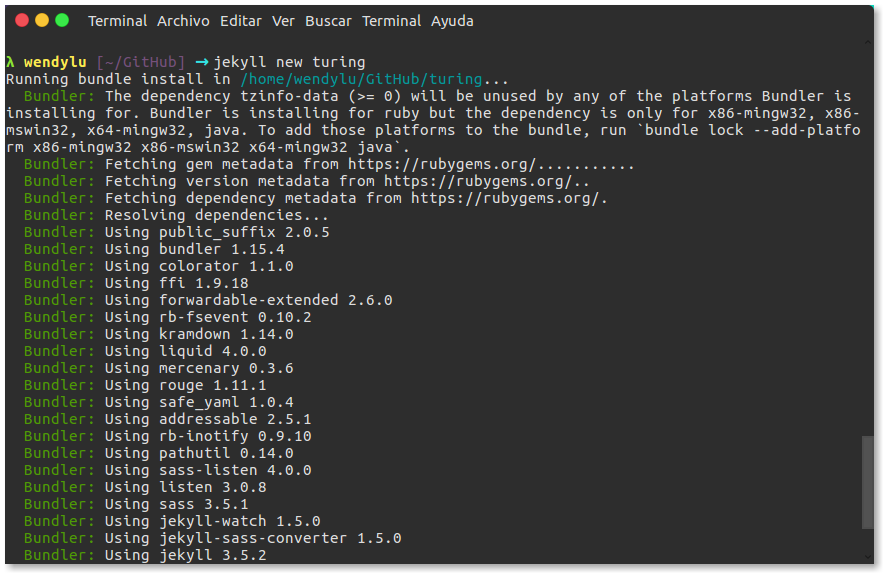 Terminal Archivo Editar Ver Buscar Terminal Ayuda
λ wendylu [~/GitHub] →jekyll new turing
Running bundle install in /home/wendylu/GitHub/turing...
Bundler: The dependency tzinfo-data (>= 0) will be unused by any of the platforms Bundler is
installing for. Bundler is installing for ruby but the dependency is only for x86-mingw32, x86-
mswin32, x64-mingw32, java. To add those platforms to the bundle, run `bundle lock --add-platfo
rm x86-mingw32 x86-mswin32 x64-mingw32 java`.
Bundler: Fetching gem metadata from https://rubygems.org/...........
Bundler: Fetching version metadata from https://rubygems.org/..
Bundler: Fetching dependency metadata from https://rubygems.org/.
Bundler: Resolving dependencies...
Bundler: Using public_suffix 2.0.5
Bundler: Using bundler 1.15.4
Bundler: Using colorator 1.1.0
Bundler: Using ffi 1.9.18
Bundler: Using forwardable-extended 2.6.0
Bundler: Using rb-fsevent 0.10.2
Bundler: Using kramdown 1.14.0
Bundler: Using liquid 4.0.0
Bundler: Using mercenary 0.3.6
Bundler: Using rouge 1.11.1
Bundler: Using safe_yaml 1.0.4
Bundler: Using addressable 2.5.1
Bundler: Using rb-inotify 0.9.10
Bundler: Using pathutil 0.14.0
Bundler: Using sass-listen 4.0.0
Bundler: Using listen 3.0.8
Bundler: Using sass 3.5.1
Bundler: Using jekyll-watch 1.5.0
Bundler: Using jekyll-sass-converter 1.5.0
Bundler: Using jekyll 3.5.2